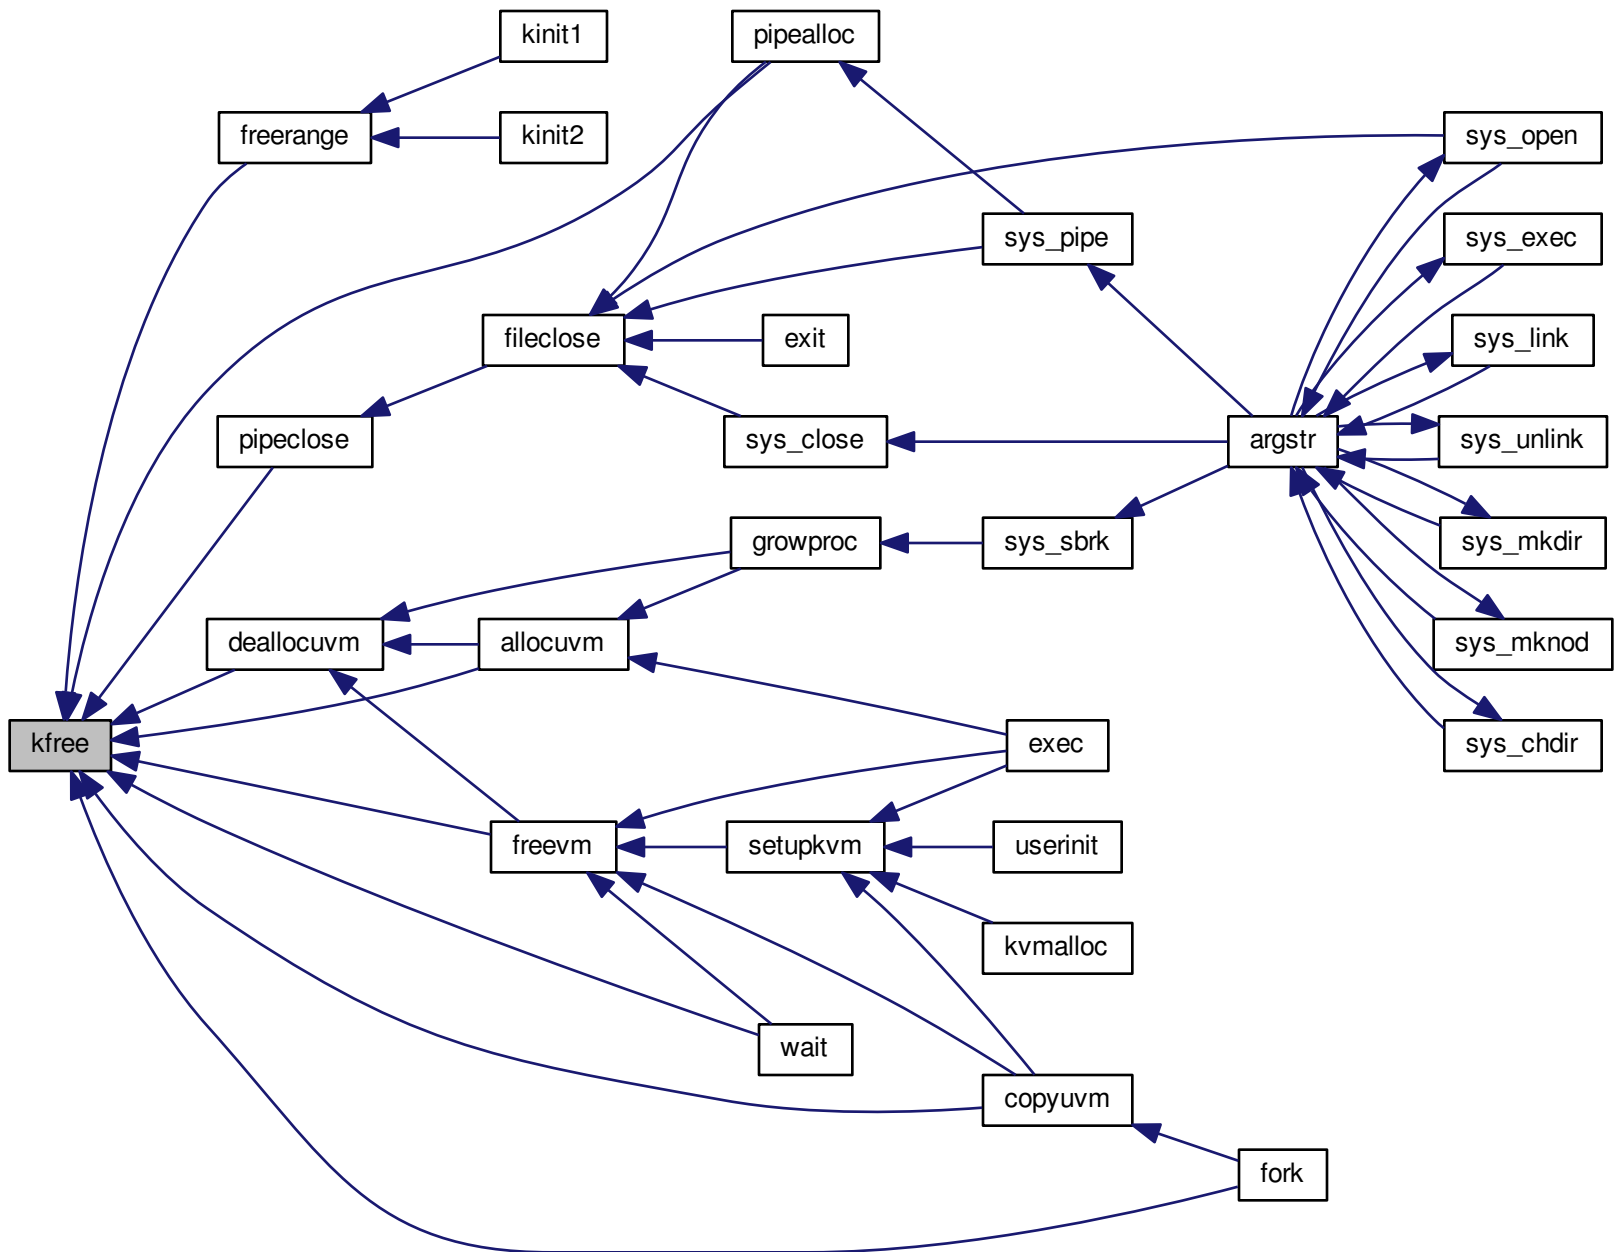 kinit1
pipealloc
freerange
kinit2
sys_open
sys_pipe
sys_exec
fileclose
exit
sys_link
pipeclose
sys_close
argstr
sys_unlink
growproc
sys_sbrk
sys_mkdir
deallocuvm
allocuvm
sys_mknod
kfree
exec
sys_chdir
freevm
setupkvm
userinit
kvmalloc
wait
copyuvm
fork